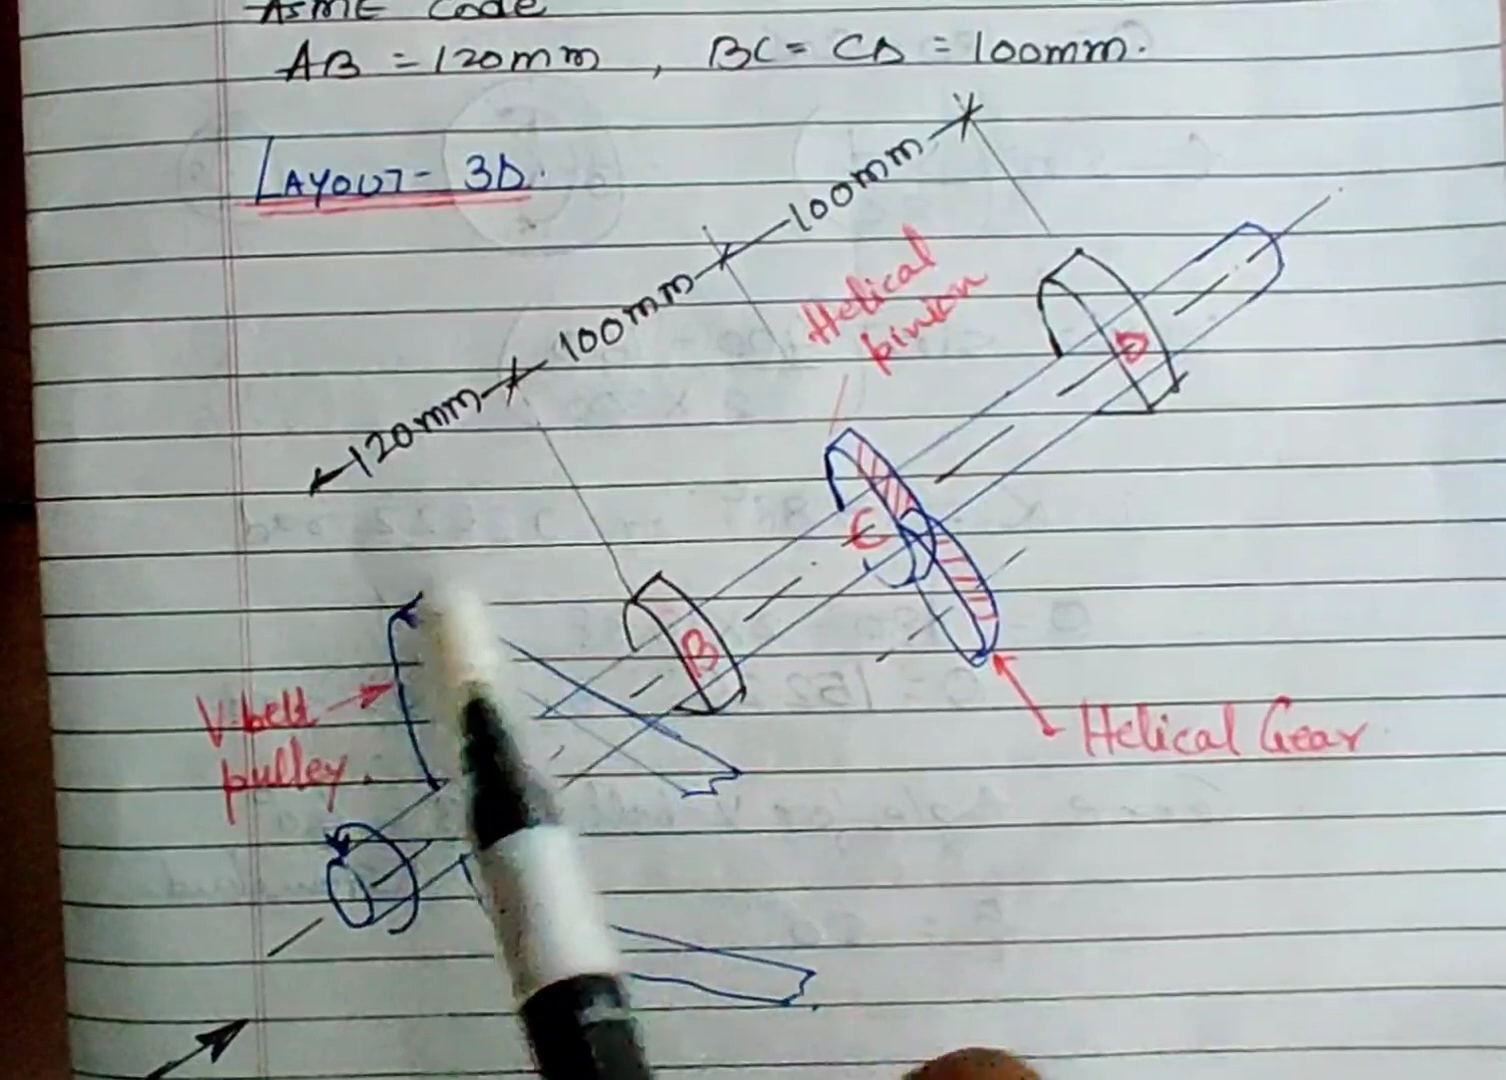 ASME Code
AB = 120mm , BC = CD = 100mm.
LAYOUT - 3D.
100mm
100mm
120mm
Helical
pinion
D
C
B
V-belt
pulley.
Helical Gear